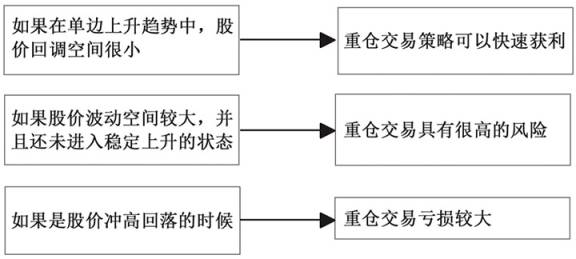 如果在单边上升趋势中，股
价回调空间很小
重仓交易策略可以快速获利
如果股价波动空间较大，并
且还未进入稳定上升的状态
重仓交易具有很高的风险
如果是股价冲高回落的时候
重仓交易亏损较大